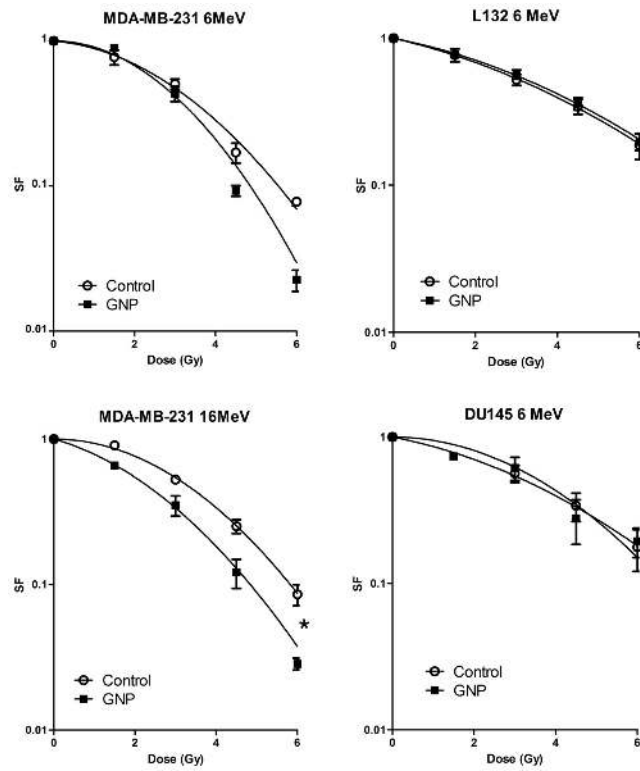 MDA-MB-231 6MeV
1
0.1
0.01
SF
Control
GNP
0 2 4 6
Dose (Gy)
L132 6 MeV
1
0.1
0.01
SF
Control
GNP
0 2 4 6
Dose (Gy)
MDA-MB-231 16MeV
1
0.1
0.01
SF
*
Control
GNP
0 2 4 6
Dose (Gy)
DU145 6 MeV
1
0.1
0.01
SF
Control
GNP
0 2 4 6
Dose (Gy)